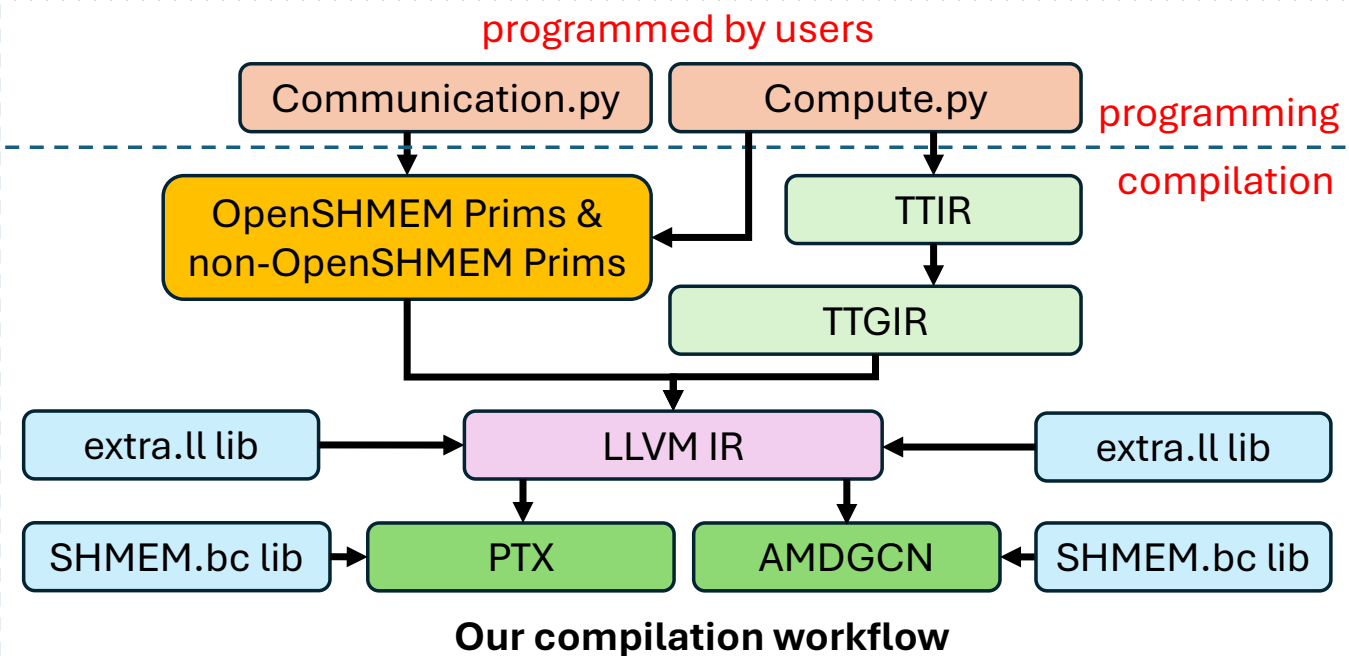 programmed by users
Communication.py
Compute.py
programming
compilation
OpenSHMEM Prims &
non-OpenSHMEM Prims
TTIR
TTGIR
extra.ll lib
LLVM IR
extra.ll lib
SHMEM.bc lib
PTX
AMDGCN
SHMEM.bc lib
Our compilation workflow